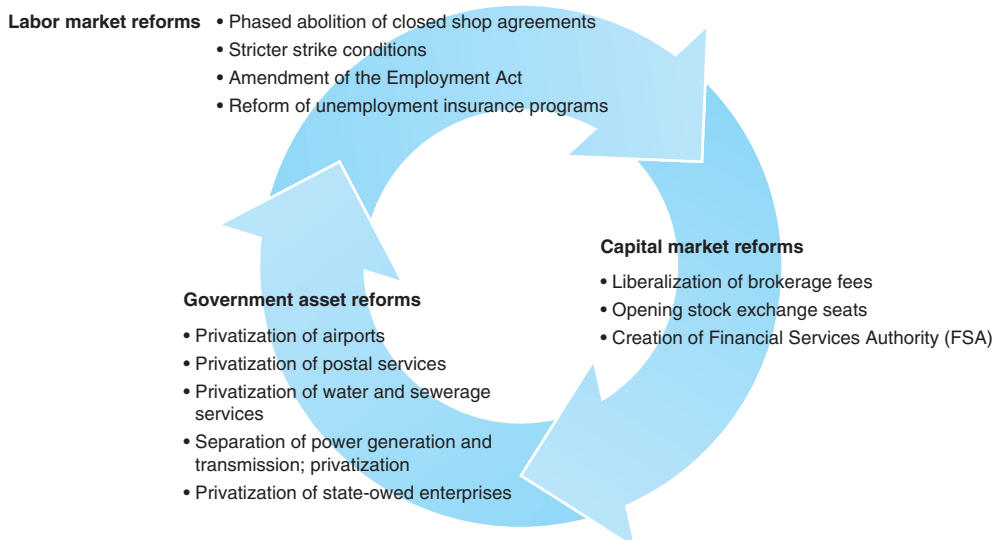 Labor market reforms
• Phased abolition of closed shop agreements
• Stricter strike conditions
• Amendment of the Employment Act
• Reform of unemployment insurance programs
Capital market reforms
• Liberalization of brokerage fees
• Opening stock exchange seats
• Creation of Financial Services Authority (FSA)
Government asset reforms
• Privatization of airports
• Privatization of postal services
• Privatization of water and sewerage
services
• Separation of power generation and
transmission; privatization
• Privatization of state-owed enterprises